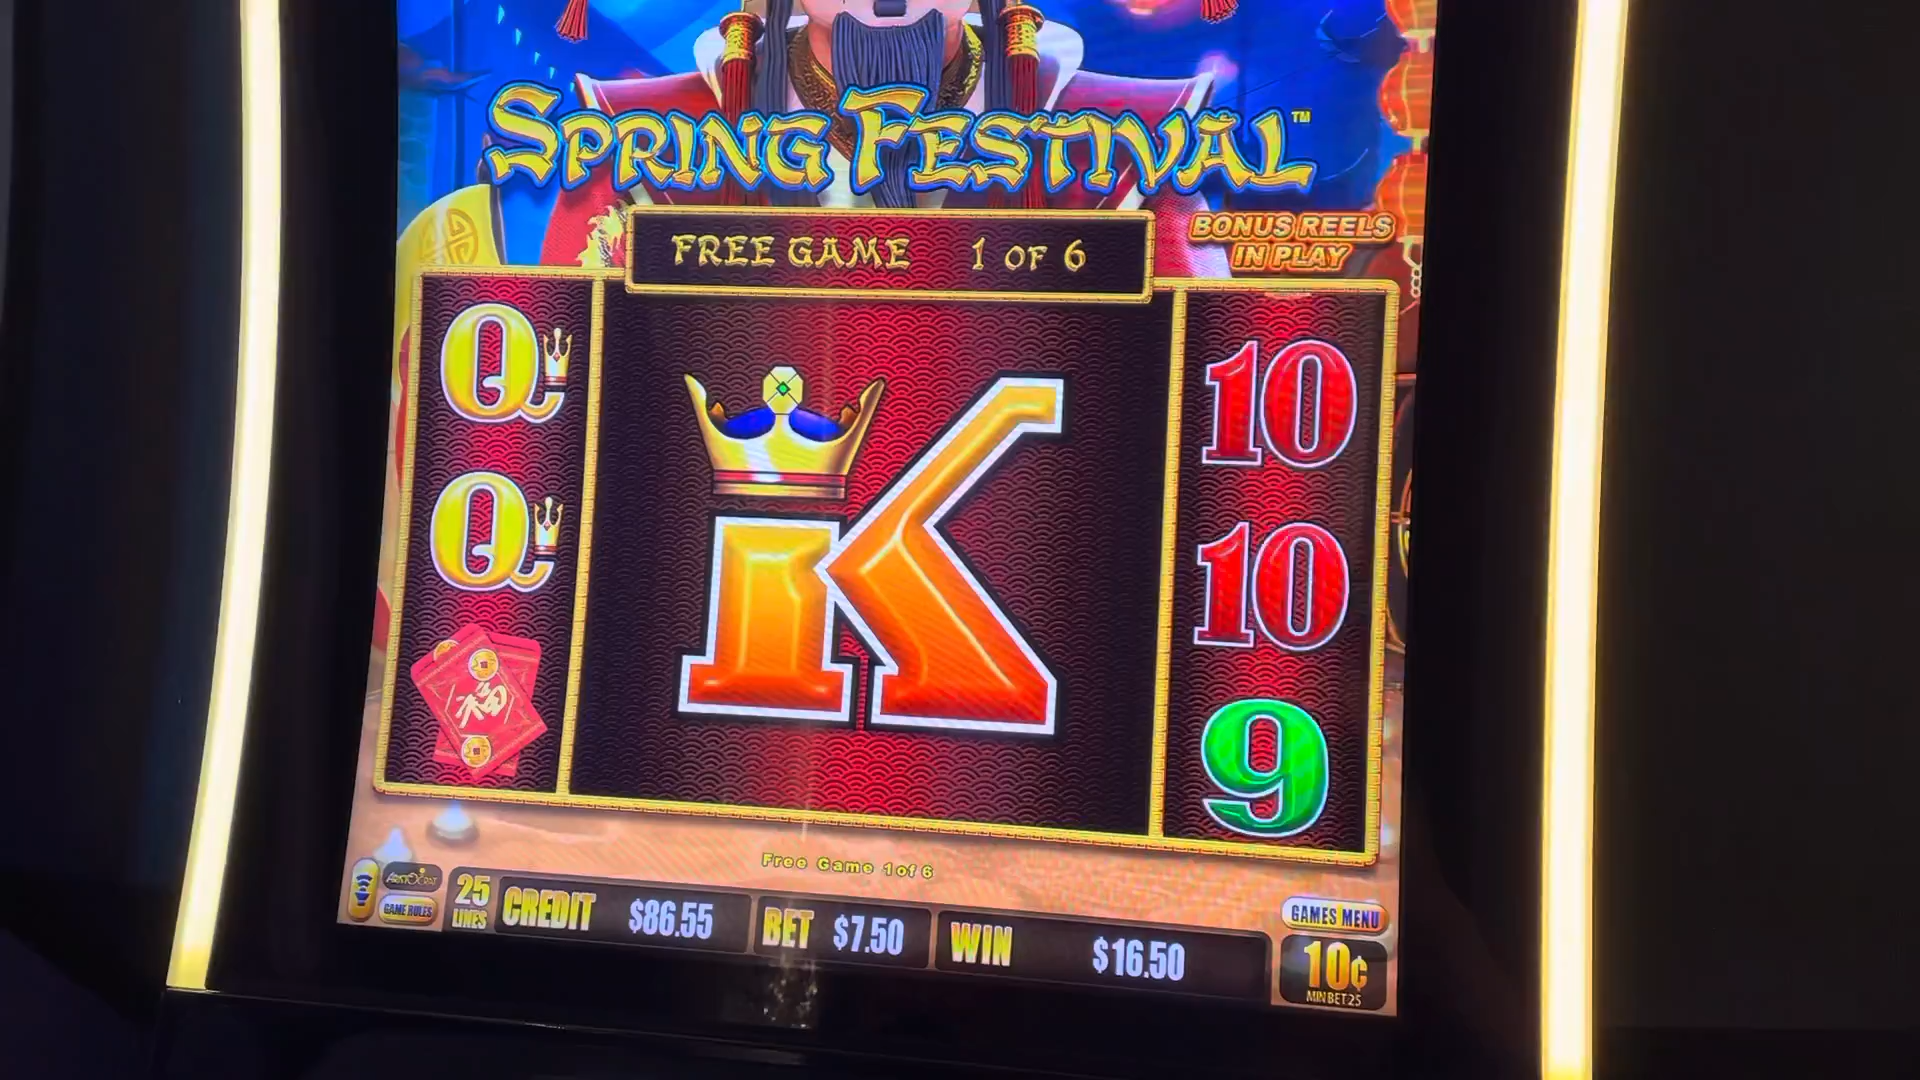 SPRING FESTIVAL™
FREE GAME 1 OF 6
BONUS REELS
IN PLAY
Q
10
K
Q
10
福
9
Free Game 1 of 6
ARISTOCRAT
GAME RULES
25
LINES
CREDIT $86.55
BET $7.50
WIN $16.50
GAMES MENU
10¢
MIN BET 25